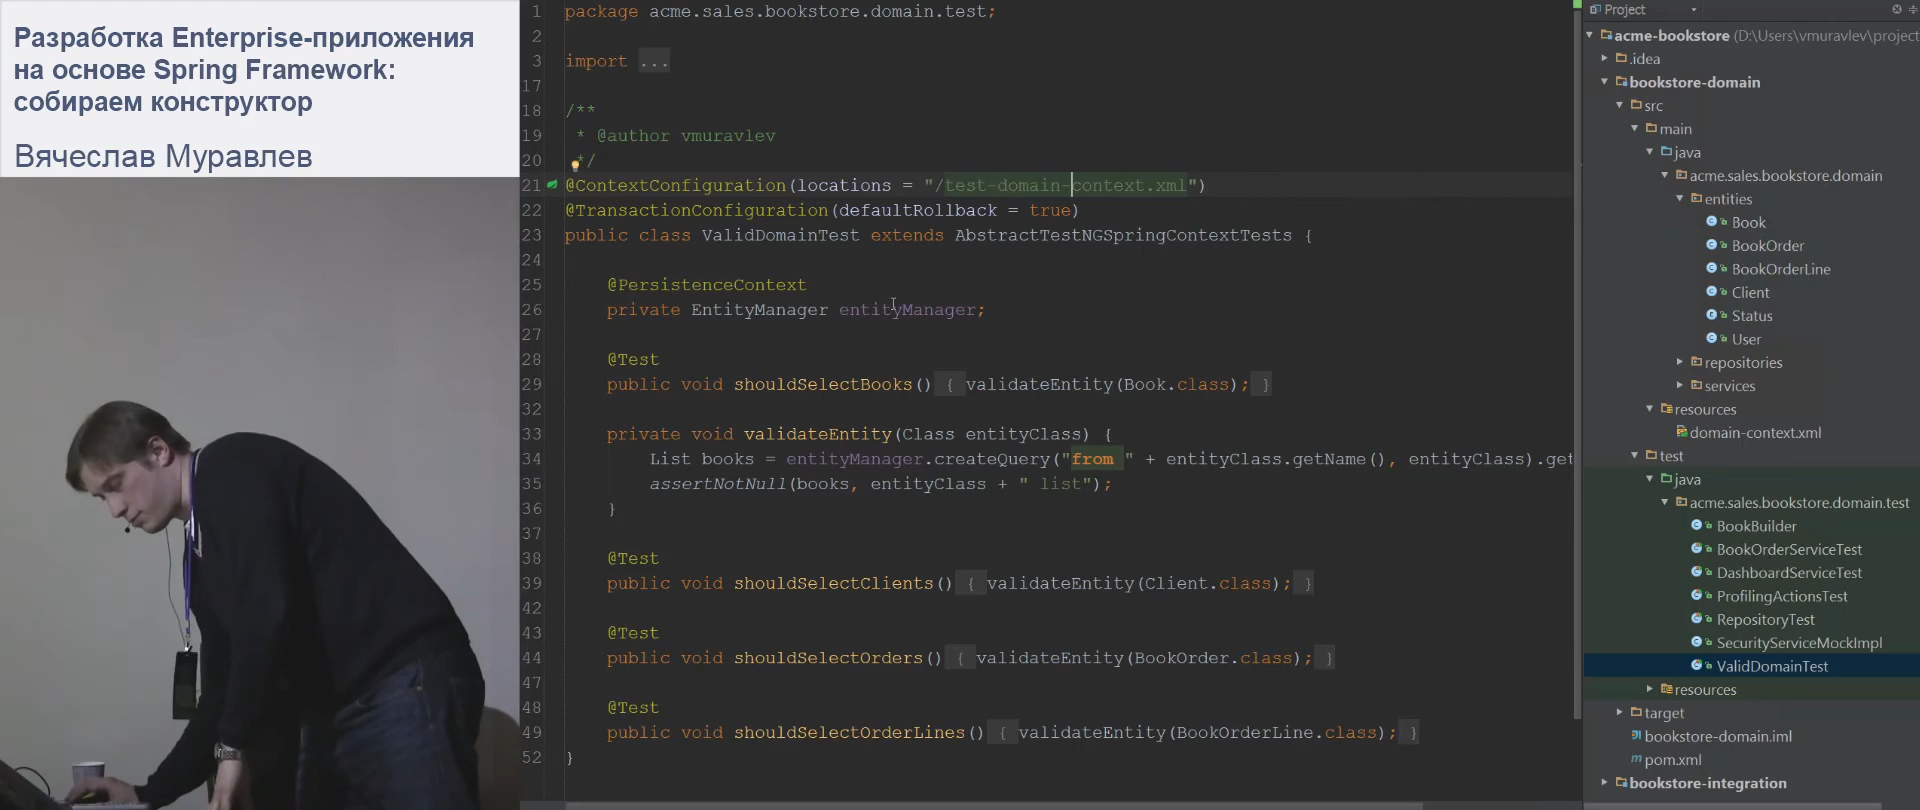 Разработка Enterprise-приложения
на основе Spring Framework:
собираем конструктор
Вячеслав Муравлев
1 package acme.sales.bookstore.domain.test;
2
3 import ...
17
18 /**
19 * @author vmuravlev
20 */
21 @ContextConfiguration(locations = "/test-domain-context.xml")
22 @TransactionConfiguration(defaultRollback = true)
23 public class ValidDomainTest extends AbstractTestNGSpringContextTests {
24
25 @PersistenceContext
26 private EntityManager entityManager;
27
28 @Test
29 public void shouldSelectBooks() { validateEntity(Book.class); }
32
33 private void validateEntity(Class entityClass) {
34 List books = entityManager.createQuery("from " + entityClass.getName(), entityClass).get
35 assertNotNull(books, entityClass + " list");
36 }
37
38 @Test
39 public void shouldSelectClients() { validateEntity(Client.class); }
42
43 @Test
44 public void shouldSelectOrders() { validateEntity(BookOrder.class); }
47
48 @Test
49 public void shouldSelectOrderLines() { validateEntity(BookOrderLine.class); }
52 }
Project
acme-bookstore (D:\Users\vmuravlev\project
.idea
bookstore-domain
src
main
java
acme.sales.bookstore.domain
entities
Book
BookOrder
BookOrderLine
Client
Status
User
repositories
services
resources
domain-context.xml
test
java
acme.sales.bookstore.domain.test
BookBuilder
BookOrderServiceTest
DashboardServiceTest
ProfilingActionsTest
RepositoryTest
SecurityServiceMockImpl
ValidDomainTest
resources
target
bookstore-domain.iml
pom.xml
bookstore-integration